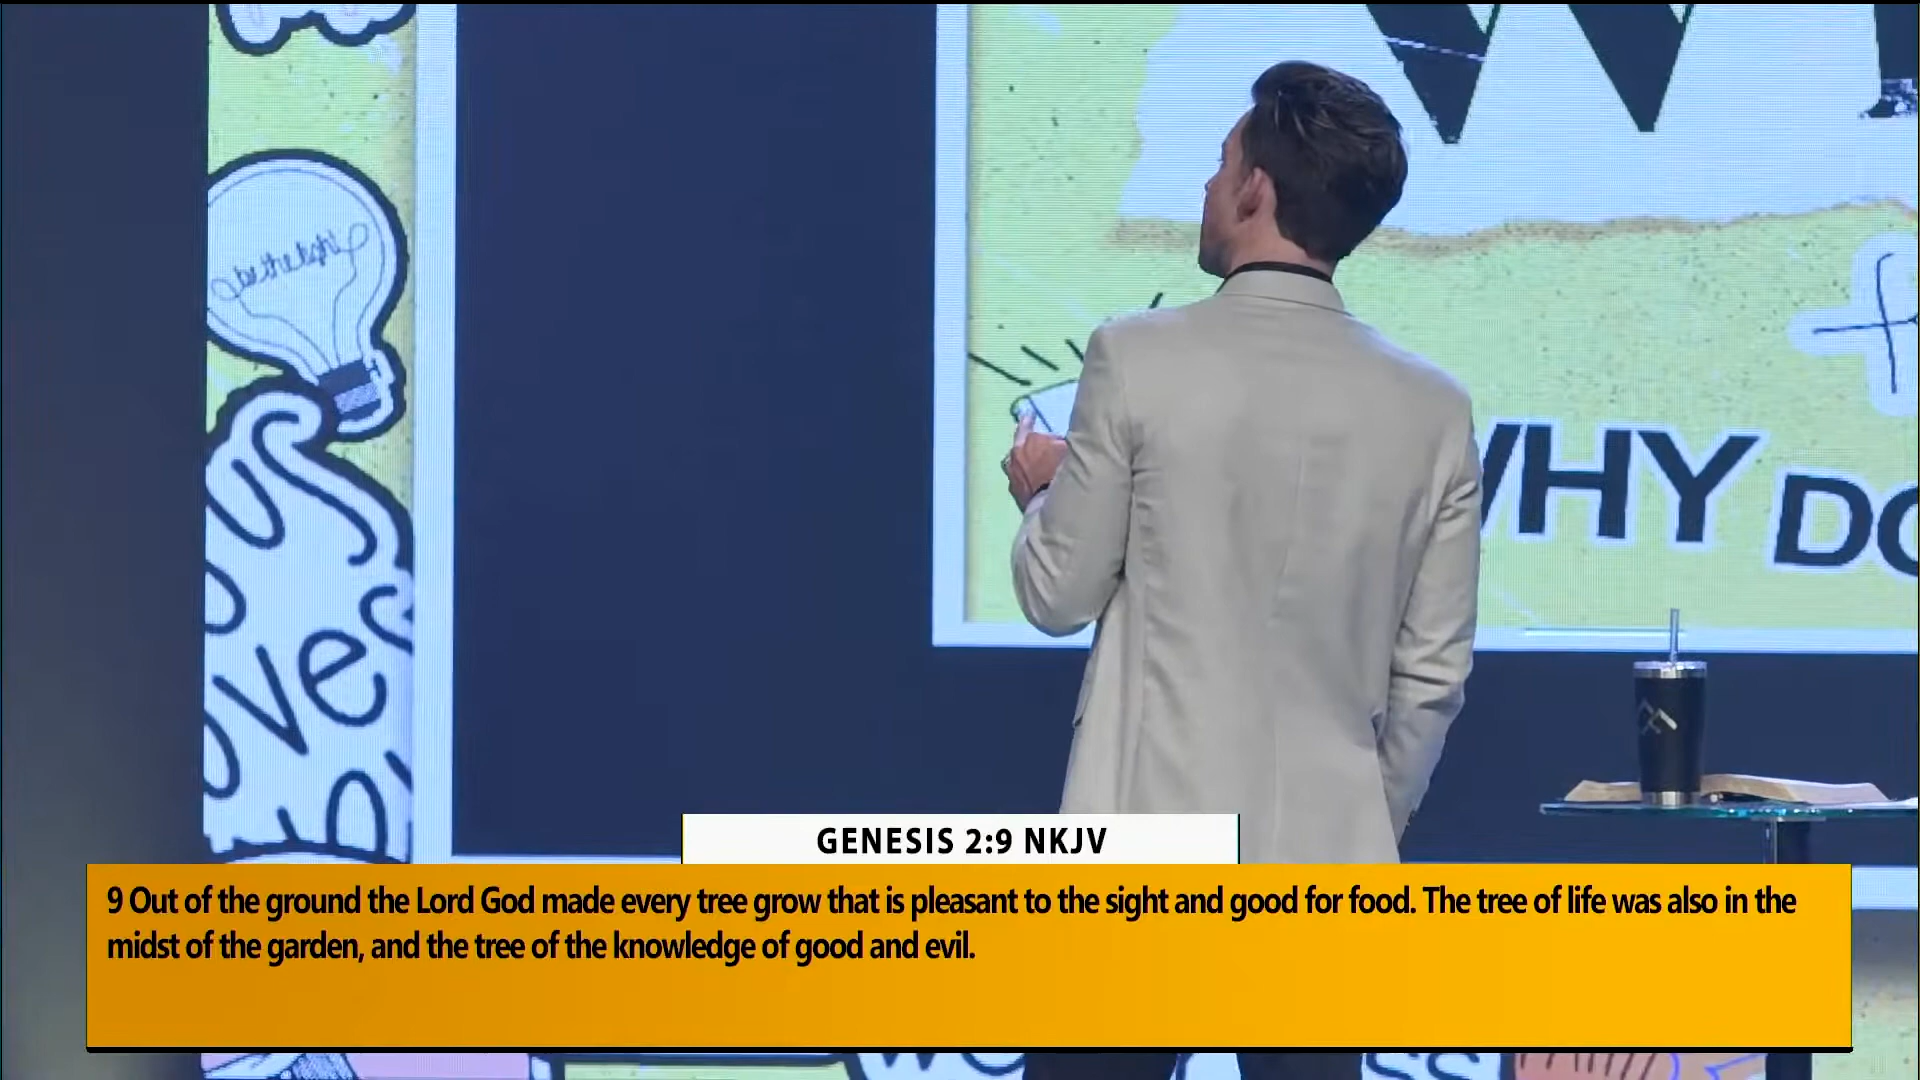 be the light
WHY DO
oves
GENESIS 2:9 NKJV
9 Out of the ground the Lord God made every tree grow that is pleasant to the sight and good for food. The tree of life was also in the
midst of the garden, and the tree of the knowledge of good and evil.